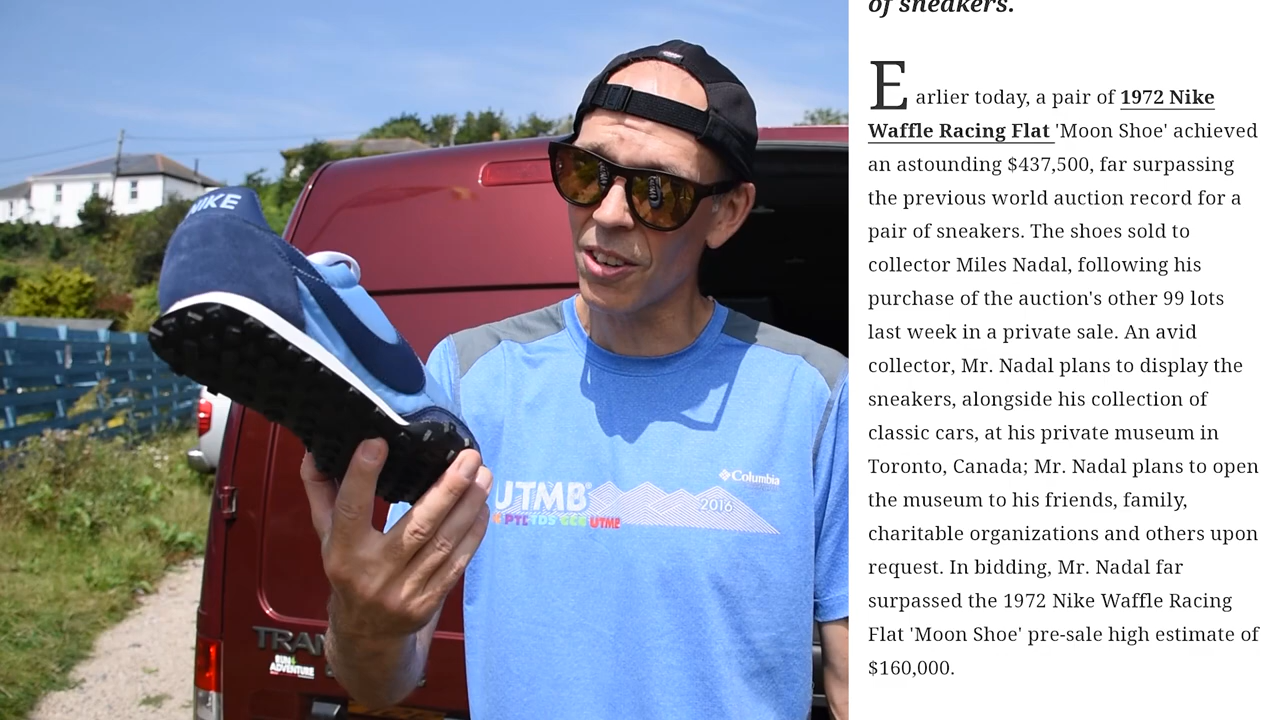 of sneakers.
Earlier today, a pair of 1972 Nike
Waffle Racing Flat 'Moon Shoe' achieved
an astounding $437,500, far surpassing
the previous world auction record for a
pair of sneakers. The shoes sold to
collector Miles Nadal, following his
purchase of the auction's other 99 lots
last week in a private sale. An avid
collector, Mr. Nadal plans to display the
sneakers, alongside his collection of
classic cars, at his private museum in
Toronto, Canada; Mr. Nadal plans to open
the museum to his friends, family,
charitable organizations and others upon
request. In bidding, Mr. Nadal far
surpassed the 1972 Nike Waffle Racing
Flat 'Moon Shoe' pre-sale high estimate of
$160,000.
NIKE
Columbia
UTMB
2016
PTL TDS CCC UTMB
TRAN
RUN
ADVENTURE